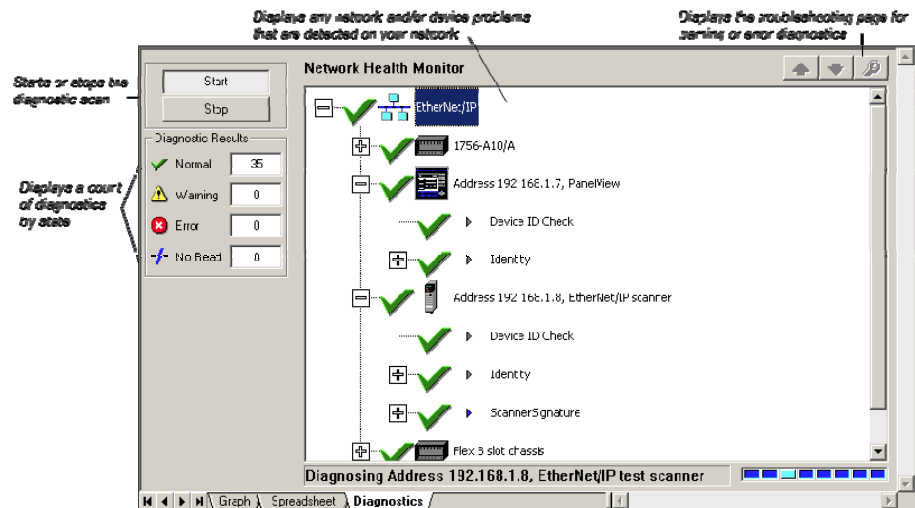 Displays any network and/or device problems
that are detected on your network
Displays the troubleshooting page for
warning or error diagnostics
Starts or stops the
diagnostic scan
Start
Stop
Network Health Monitor
EtherNet/IP
1756-A10/A
Diagnostic Results
Normal 35
Warning 0
Error 0
No Read 0
Displays a count
of diagnostics
by state
Address 192.168.1.7, PanelView
Device ID Check
Identity
Address 192.168.1.8, EtherNet/IP scanner
Device ID Check
Identity
ScannerSignature
Flex 3 slot chassis
Diagnosing Address 192.168.1.8, EtherNet/IP test scanner
Graph Spreadsheet Diagnostics